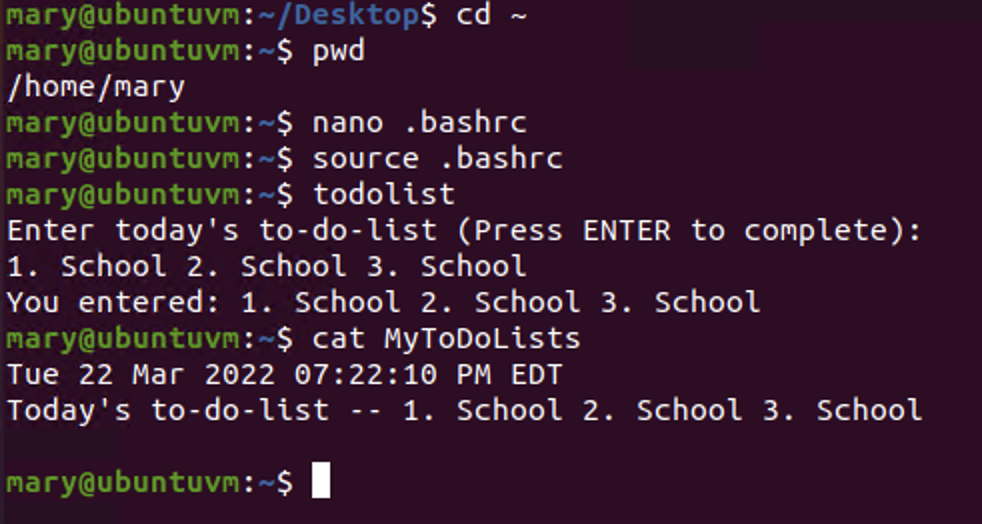 mary@ubuntuvm:~/Desktop$ cd ~
mary@ubuntuvm:~$ pwd
/home/mary
mary@ubuntuvm:~$ nano .bashrc
mary@ubuntuvm:~$ source .bashrc
mary@ubuntuvm:~$ todolist
Enter today's to-do-list (Press ENTER to complete):
1. School 2. School 3. School
You entered: 1. School 2. School 3. School
mary@ubuntuvm:~$ cat MyToDoLists
Tue 22 Mar 2022 07:22:10 PM EDT
Today's to-do-list -- 1. School 2. School 3. School
mary@ubuntuvm:~$